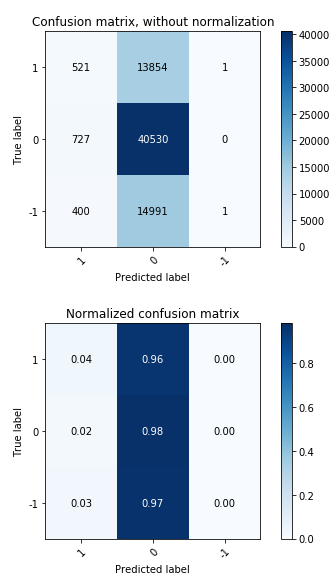 Confusion matrix, without normalization
True label
1 521 13854 1
0 727 40530 0
-1 400 14991 1
1 0 -1
Predicted label
40000
35000
30000
25000
20000
15000
10000
5000
0
Normalized confusion matrix
True label
1 0.04 0.96 0.00
0 0.02 0.98 0.00
-1 0.03 0.97 0.00
1 0 -1
Predicted label
0.8
0.6
0.4
0.2
0.0